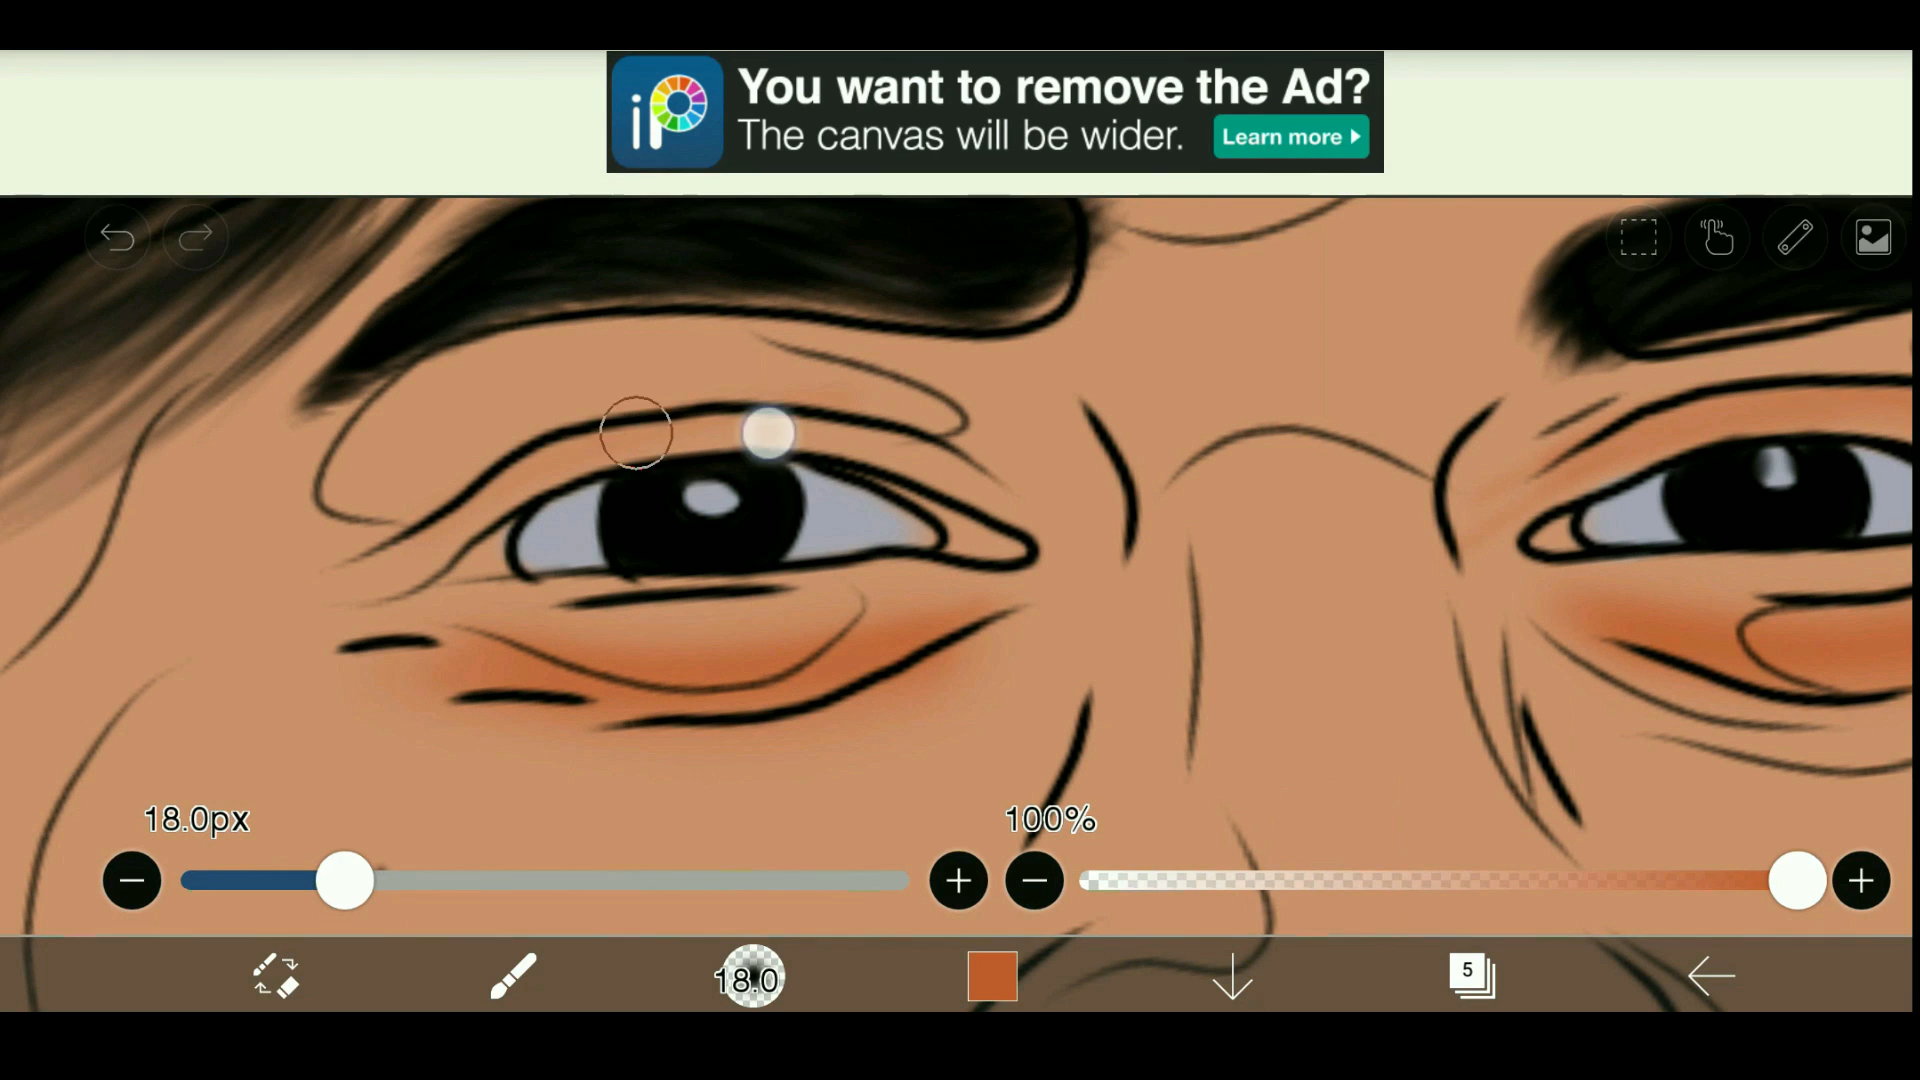 iP
You want to remove the Ad?
The canvas will be wider.
Learn more
18.0px
100%
18.0
5